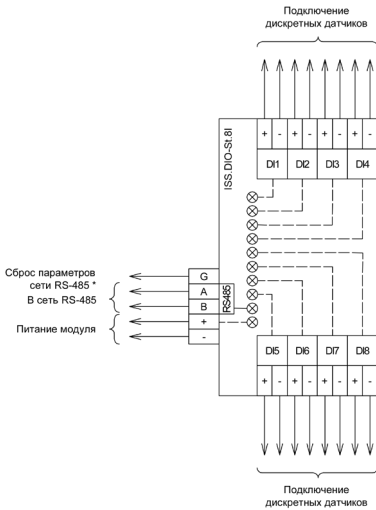 Подключение
дискретных датчиков
+ - + - + - + -
DI1 DI2 DI3 DI4
ISS.DIO-St.8I
Сброс параметров
сети RS-485 *
В сеть RS-485
Питание модуля
G
A
B
+
-
RS485
DI5 DI6 DI7 DI8
+ - + - + - + -
Подключение
дискретных датчиков